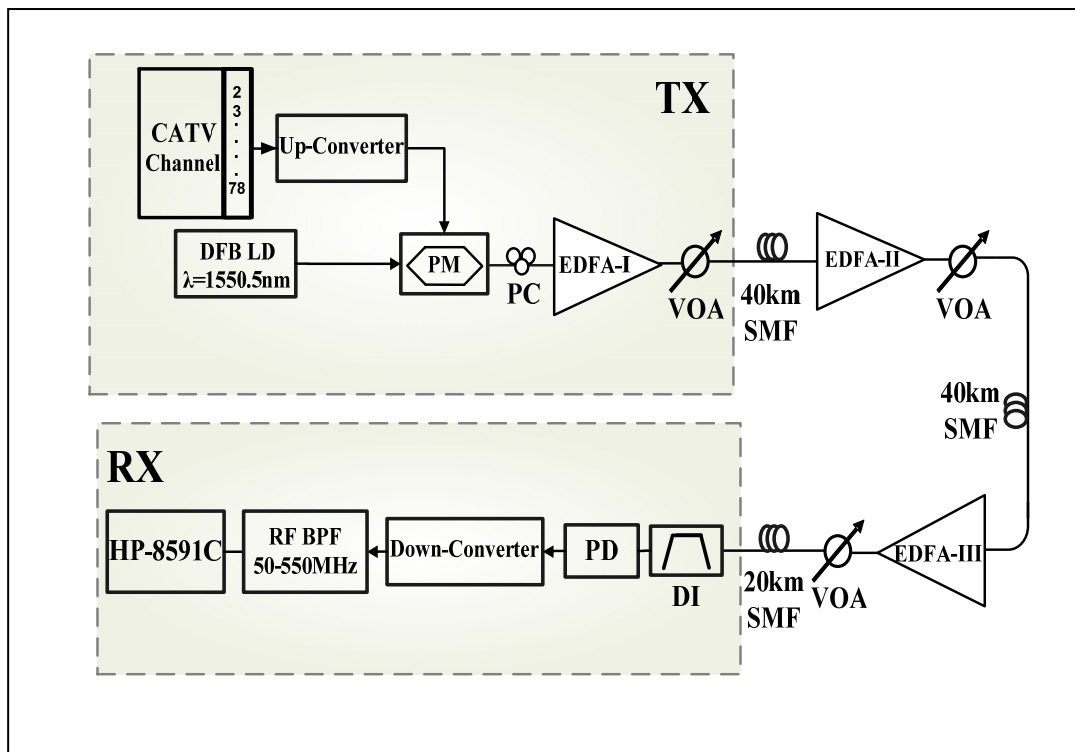 TX
CATV
Channel
2
3
.
.
.
.
78
Up-Converter
DFB LD
λ=1550.5nm
PM
PC
EDFA-I
VOA
40km
SMF
EDFA-II
VOA
40km
SMF
RX
HP-8591C
RF BPF
50-550MHz
Down-Converter
PD
DI
20km
SMF
VOA
EDFA-III